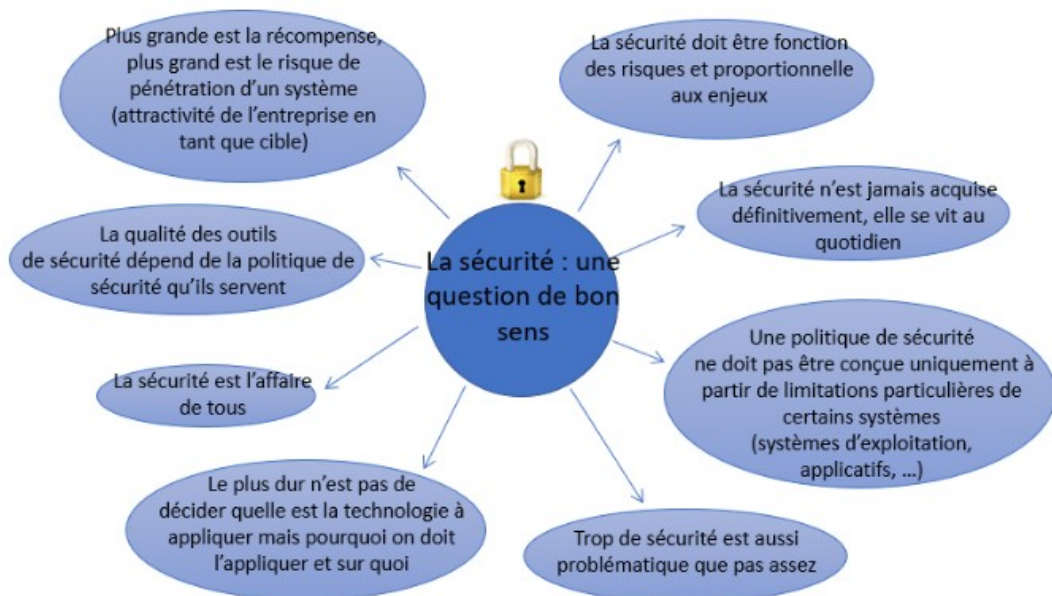 Plus grande est la récompense,
plus grand est le risque de
pénétration d'un système
(attractivité de l'entreprise en
tant que cible)
La sécurité doit être fonction
des risques et proportionnelle
aux enjeux
La sécurité n'est jamais acquise
définitivement, elle se vit au
quotidien
La qualité des outils
de sécurité dépend de la politique de
sécurité qu'ils servent
La sécurité : une
question de bon
sens
Une politique de sécurité
ne doit pas être conçue uniquement à
partir de limitations particulières de
certains systèmes
(systèmes d'exploitation,
applicatifs, ...)
La sécurité est l'affaire
de tous
Le plus dur n'est pas de
décider quelle est la technologie à
appliquer mais pourquoi on doit
l'appliquer et sur quoi
Trop de sécurité est aussi
problématique que pas assez